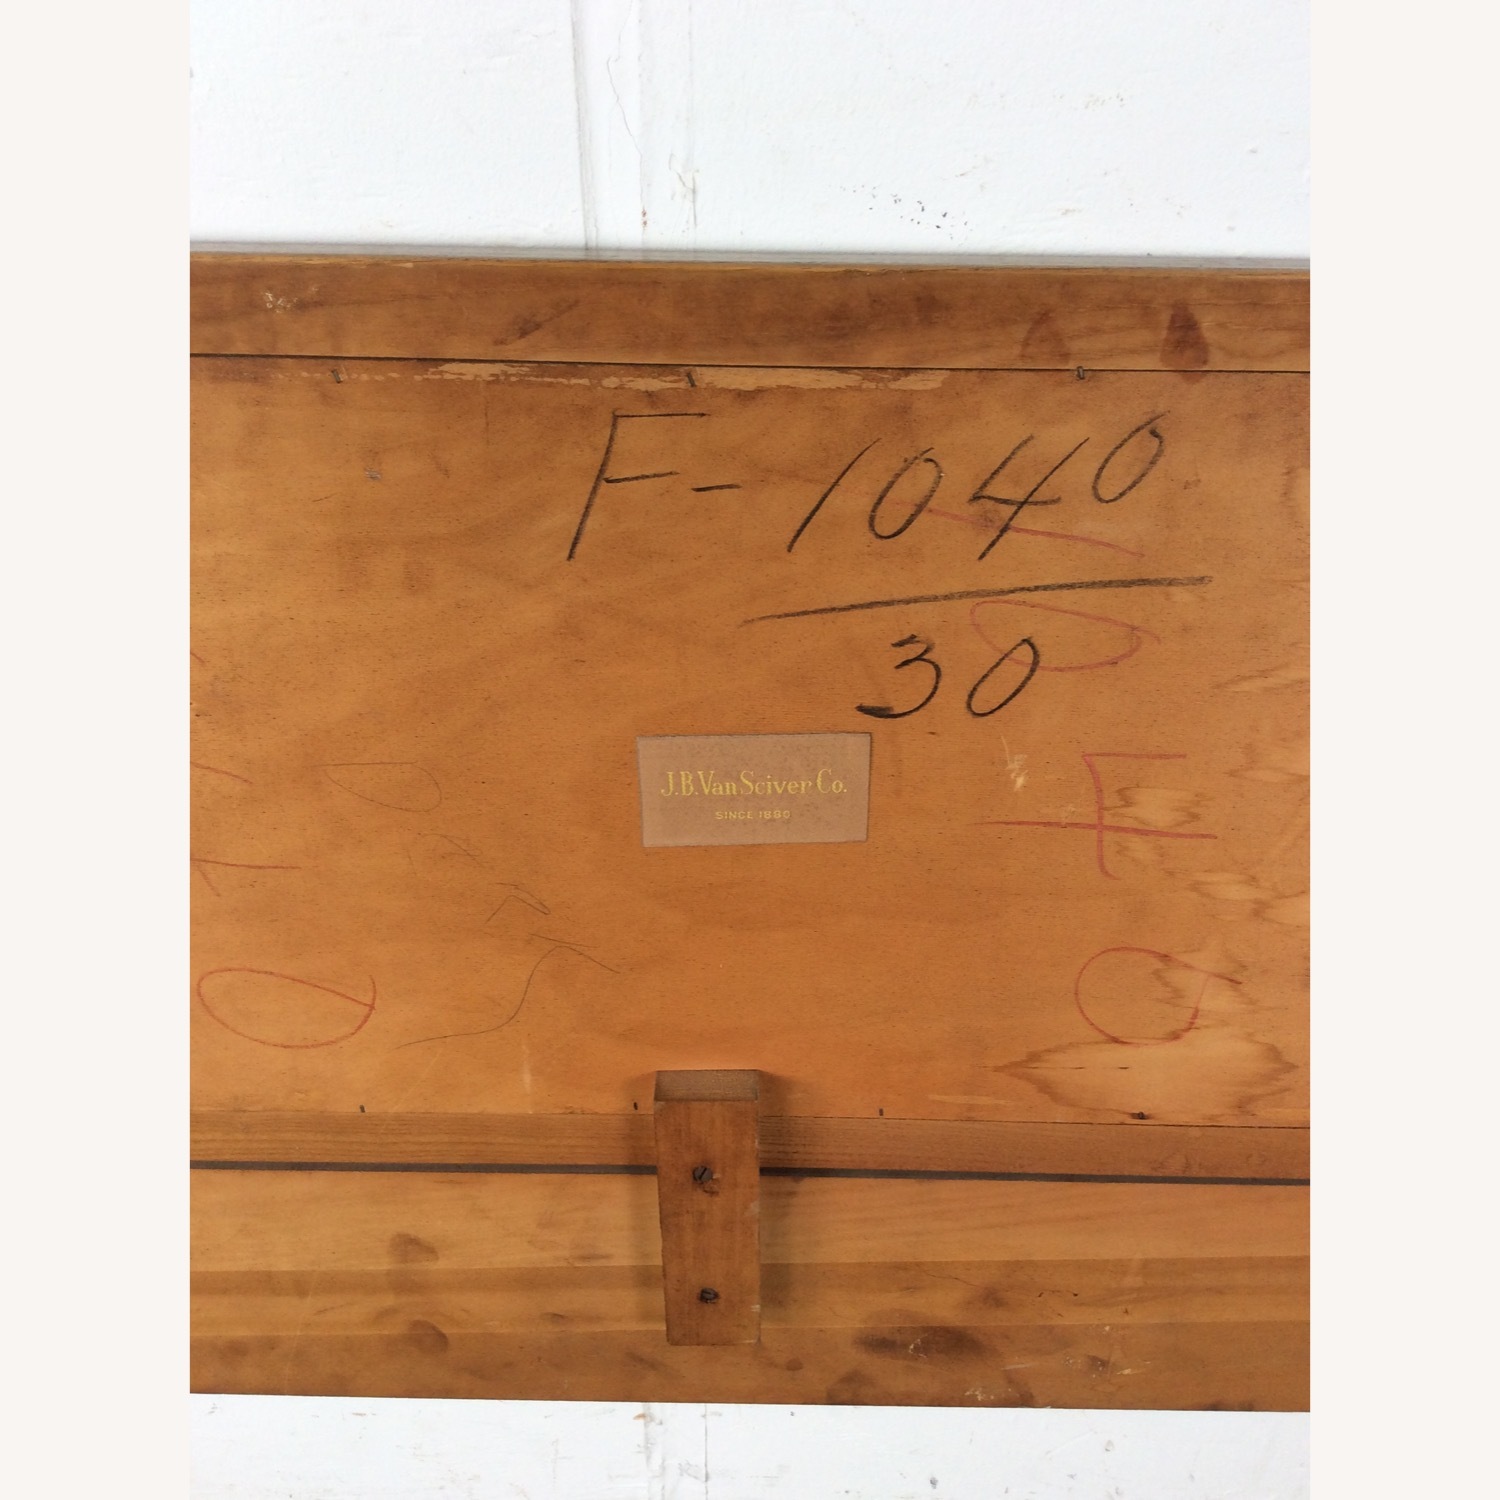 F-1040
30
J.B. Van Sciver Co.
SINCE 1880